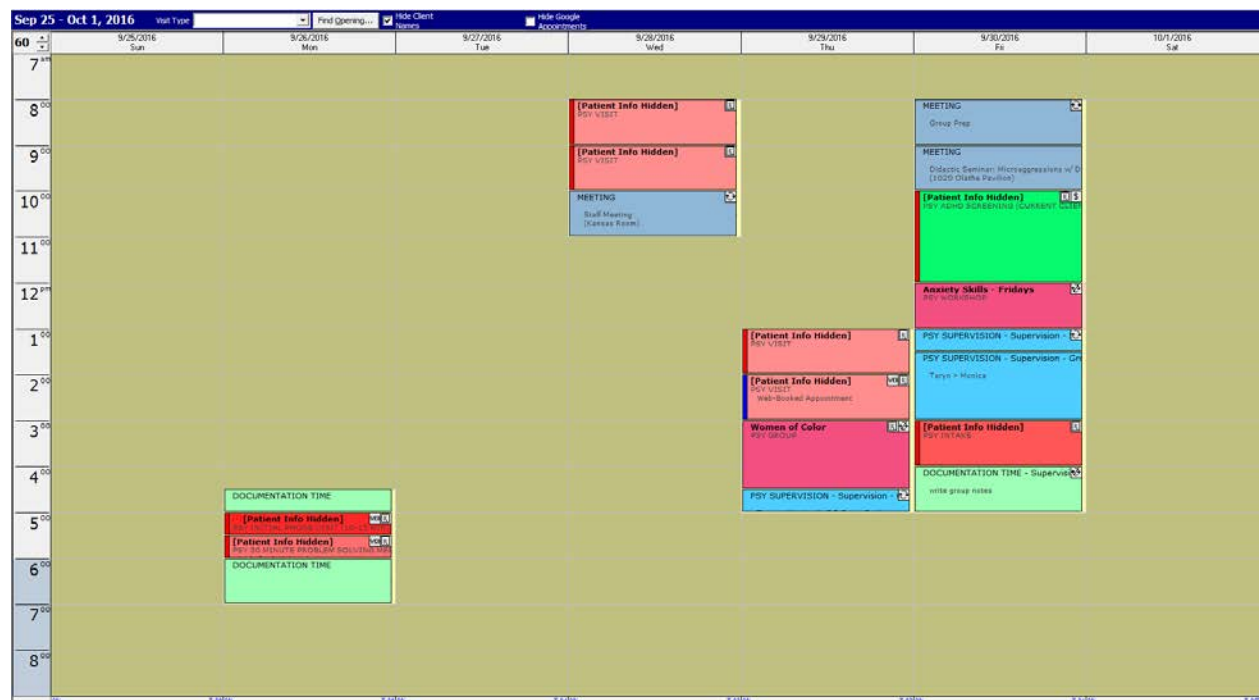 Sep 25 - Oct 1, 2016 Visit Type Find Opening... Hide Client Names Hide Google Appointments
60
9/25/2016 Sun
9/26/2016 Mon
9/27/2016 Tue
9/28/2016 Wed
9/29/2016 Thu
9/30/2016 Fri
10/1/2016 Sat
7 am
8 00
9 00
10 00
11 00
12 pm
1 00
2 00
3 00
4 00
5 00
6 00
7 00
8 00
DOCUMENTATION TIME
[Patient Info Hidden]
[Patient Info Hidden]
PSY 30 MINUTE PROBLEM SOLVING
DOCUMENTATION TIME
[Patient Info Hidden]
PSY VISIT
[Patient Info Hidden]
PSY VISIT
MEETING
Staff Meeting
(Kansas Room)
[Patient Info Hidden]
PSY VISIT
[Patient Info Hidden]
PSY VISIT
Web-Booked Appointment
Women of Color
PSY GROUP
PSY SUPERVISION - Supervision -
MEETING
Group Prep
MEETING
Didactic Seminar: Microaggressions w/ D
(1020 Olathe Pavilion)
[Patient Info Hidden]
PSY ADHD SCREENING (CURRENT CLIE
Anxiety Skills - Fridays
PSY WORKSHOP
PSY SUPERVISION - Supervision -
PSY SUPERVISION - Supervision - Gr
Taryn > Monica
[Patient Info Hidden]
PSY INTAKE
DOCUMENTATION TIME - Supervis
write group notes